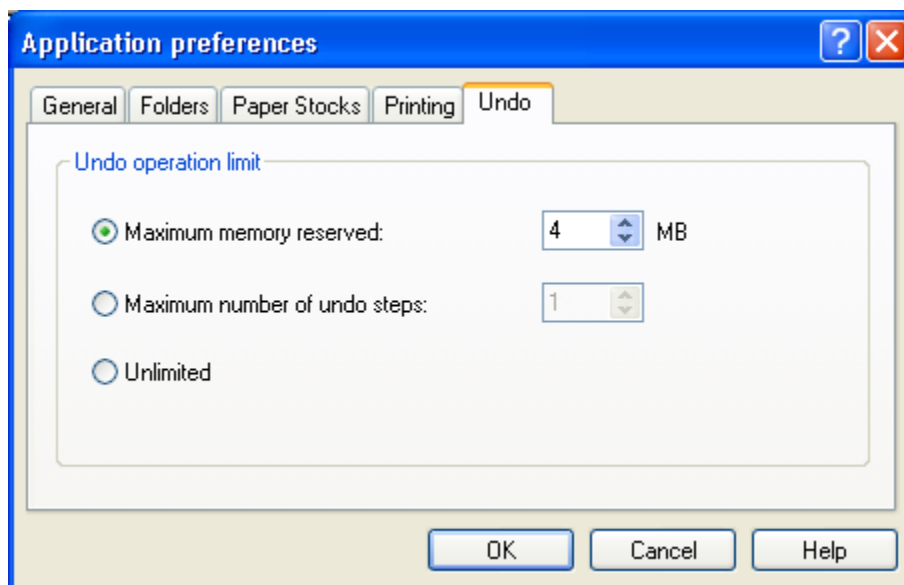 Application preferences
General Folders Paper Stocks Printing Undo
Undo operation limit
Maximum memory reserved: 4 MB
Maximum number of undo steps: 1
Unlimited
OK Cancel Help